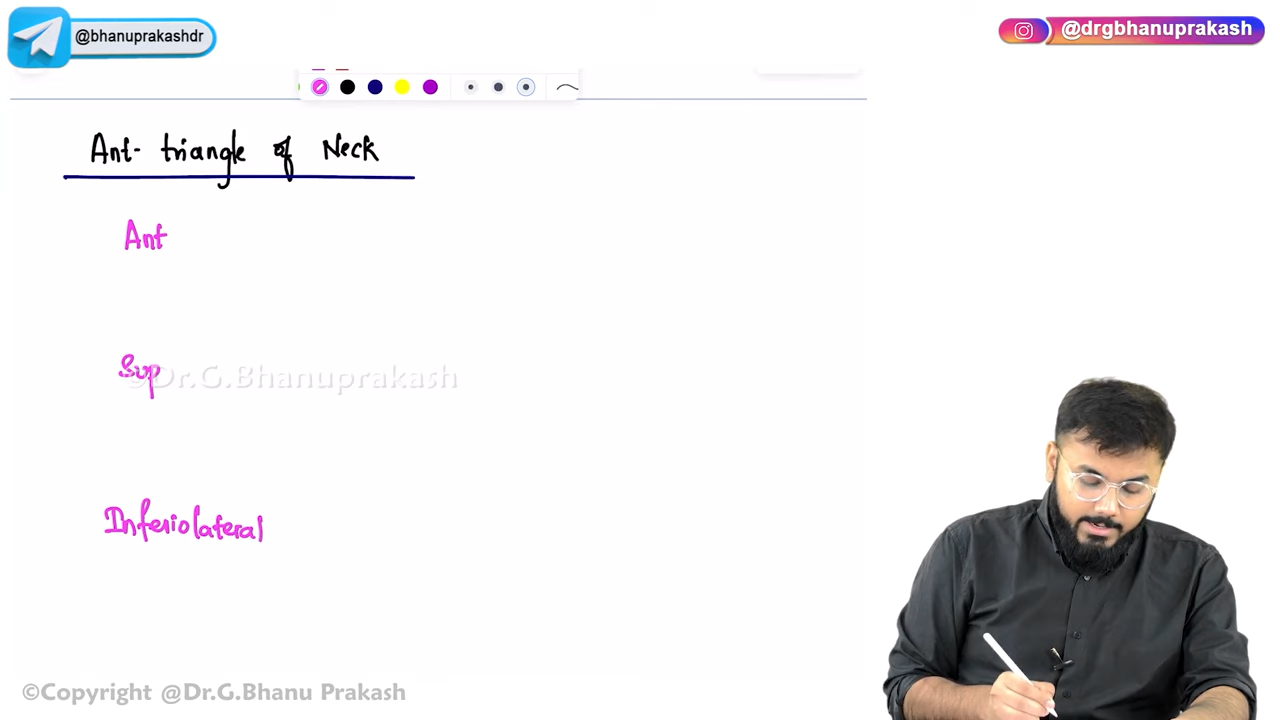 @bhanuprakashdr
@drgbhanuprakash
Ant- triangle of Neck
Ant
Sup
Dr.G.Bhanuprakash
Inferiolateral
©Copyright @Dr.G.Bhanu Prakash